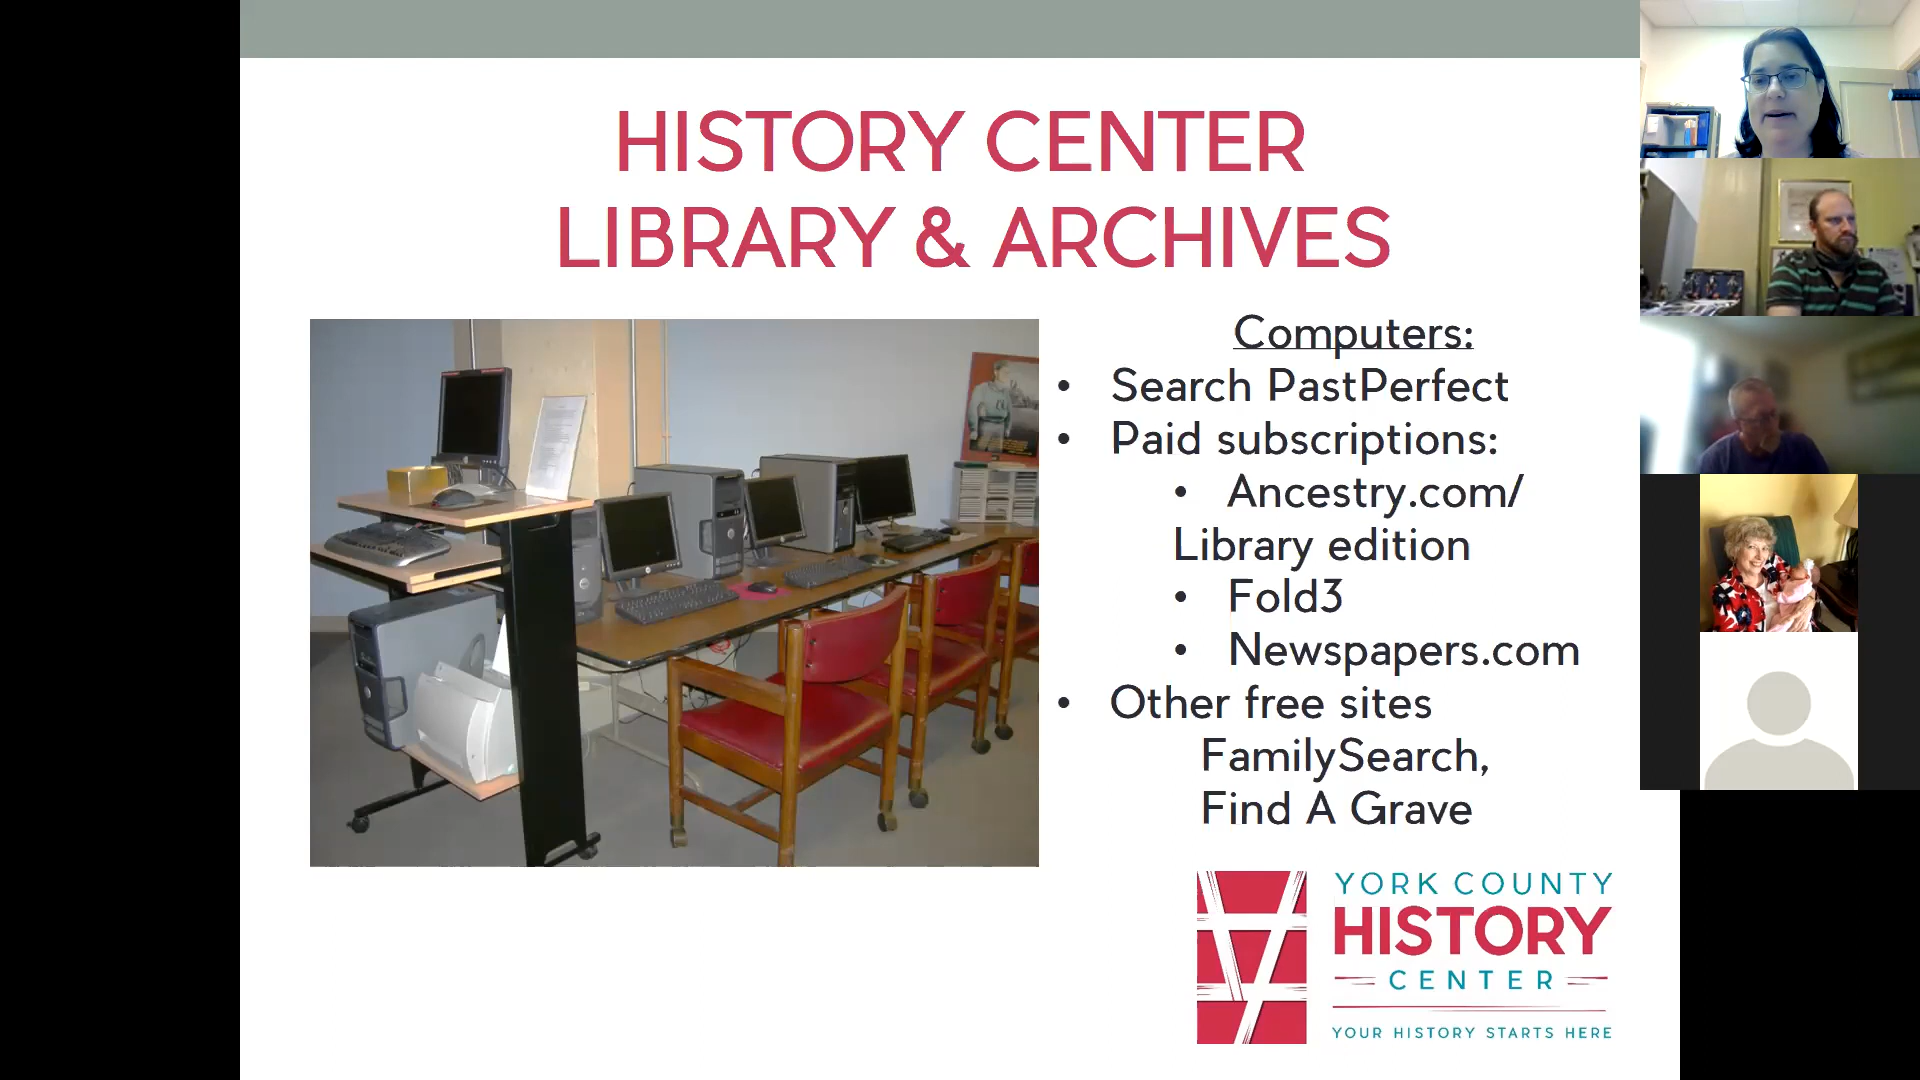 HISTORY CENTER
LIBRARY & ARCHIVES
Computers:
• Search PastPerfect
• Paid subscriptions:
• Ancestry.com/
Library edition
• Fold3
• Newspapers.com
• Other free sites
FamilySearch,
Find A Grave
YORK COUNTY
HISTORY
CENTER
YOUR HISTORY STARTS HERE